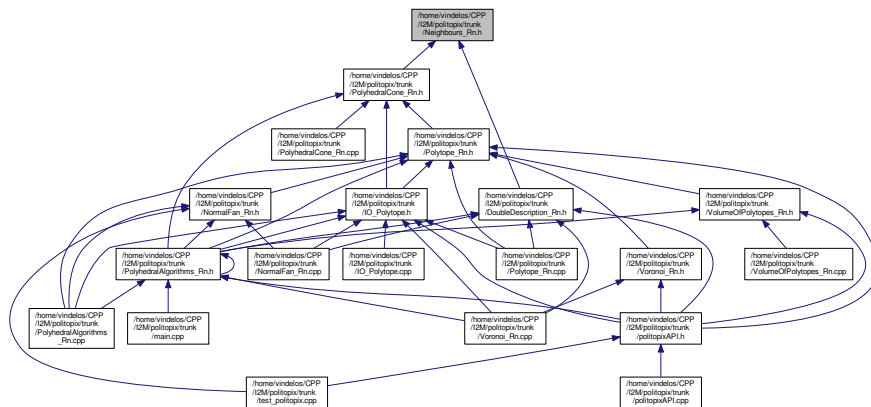 /home/vindelos/CPP
/I2M/politopix/trunk
/Neighbours_Rn.h
/home/vindelos/CPP
/I2M/politopix/trunk
/PolyhedralCone_Rn.h
/home/vindelos/CPP
/I2M/politopix/trunk
/PolyhedralCone_Rn.cpp
/home/vindelos/CPP
/I2M/politopix/trunk
/Polytope_Rn.h
/home/vindelos/CPP
/I2M/politopix/trunk
/NormalFan_Rn.h
/home/vindelos/CPP
/I2M/politopix/trunk
/IO_Polytope.h
/home/vindelos/CPP
/I2M/politopix/trunk
/DoubleDescription_Rn.h
/home/vindelos/CPP
/I2M/politopix/trunk
/VolumeOfPolytopes_Rn.h
/home/vindelos/CPP
/I2M/politopix/trunk
/PolyhedralAlgorithms_Rn.h
/home/vindelos/CPP
/I2M/politopix/trunk
/NormalFan_Rn.cpp
/home/vindelos/CPP
/I2M/politopix/trunk
/IO_Polytope.cpp
/home/vindelos/CPP
/I2M/politopix/trunk
/Polytope_Rn.cpp
/home/vindelos/CPP
/I2M/politopix/trunk
/Voronoi_Rn.h
/home/vindelos/CPP
/I2M/politopix/trunk
/VolumeOfPolytopes_Rn.cpp
/home/vindelos/CPP
/I2M/politopix/trunk
/PolyhedralAlgorithms
_Rn.cpp
/home/vindelos/CPP
/I2M/politopix/trunk
/main.cpp
/home/vindelos/CPP
/I2M/politopix/trunk
/Voronoi_Rn.cpp
/home/vindelos/CPP
/I2M/politopix/trunk
/politopixAPI.h
/home/vindelos/CPP
/I2M/politopix/trunk
/test_politopix.cpp
/home/vindelos/CPP
/I2M/politopix/trunk
/politopixAPI.cpp